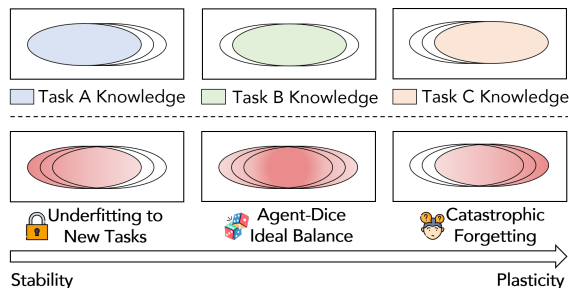 Task A Knowledge
Task B Knowledge
Task C Knowledge
Underfitting to
New Tasks
Agent-Dice
Ideal Balance
Catastrophic
Forgetting
Stability
Plasticity